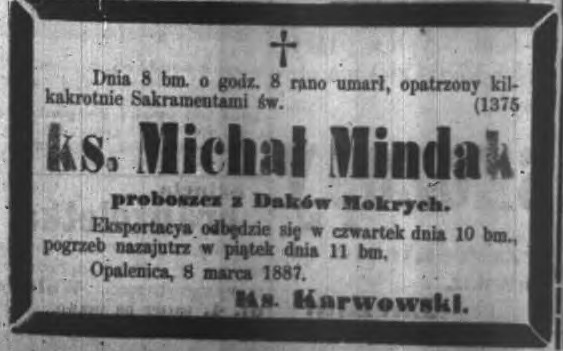 Dnia 8 bm. o godz. 8 rano umarł, opatrzony kil-
kakrotnie Sakramentami św. (1375
ks. Michał Mindak
proboszcz z Daków Mokrych.
Eksportacya odbędzie się w czwartek dnia 10 bm.,
pogrzeb nazajutrz w piątek dnia 11 bm.
Opalenica, 8 marca 1887.
Ks. Karwowski.